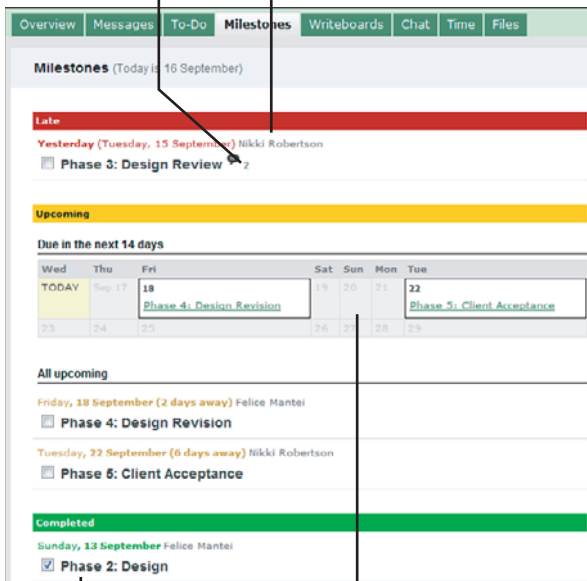 Overview Messages To-Do Milestones Writeboards Chat Time Files
Milestones (Today is 16 September)
Late
Yesterday (Tuesday, 15 September) Nikki Robertson
Phase 3: Design Review 2
Upcoming
Due in the next 14 days
Wed Thu Fri Sat Sun Mon Tue
TODAY Sep 17 18 19 20 21 22
Phase 4: Design Revision Phase 5: Client Acceptance
23 24 25 26 27 28 29
All upcoming
Friday, 18 September (2 days away) Felice Mantei
Phase 4: Design Revision
Tuesday, 22 September (6 days away) Nikki Robertson
Phase 5: Client Acceptance
Completed
Sunday, 13 September Felice Mantei
Phase 2: Design